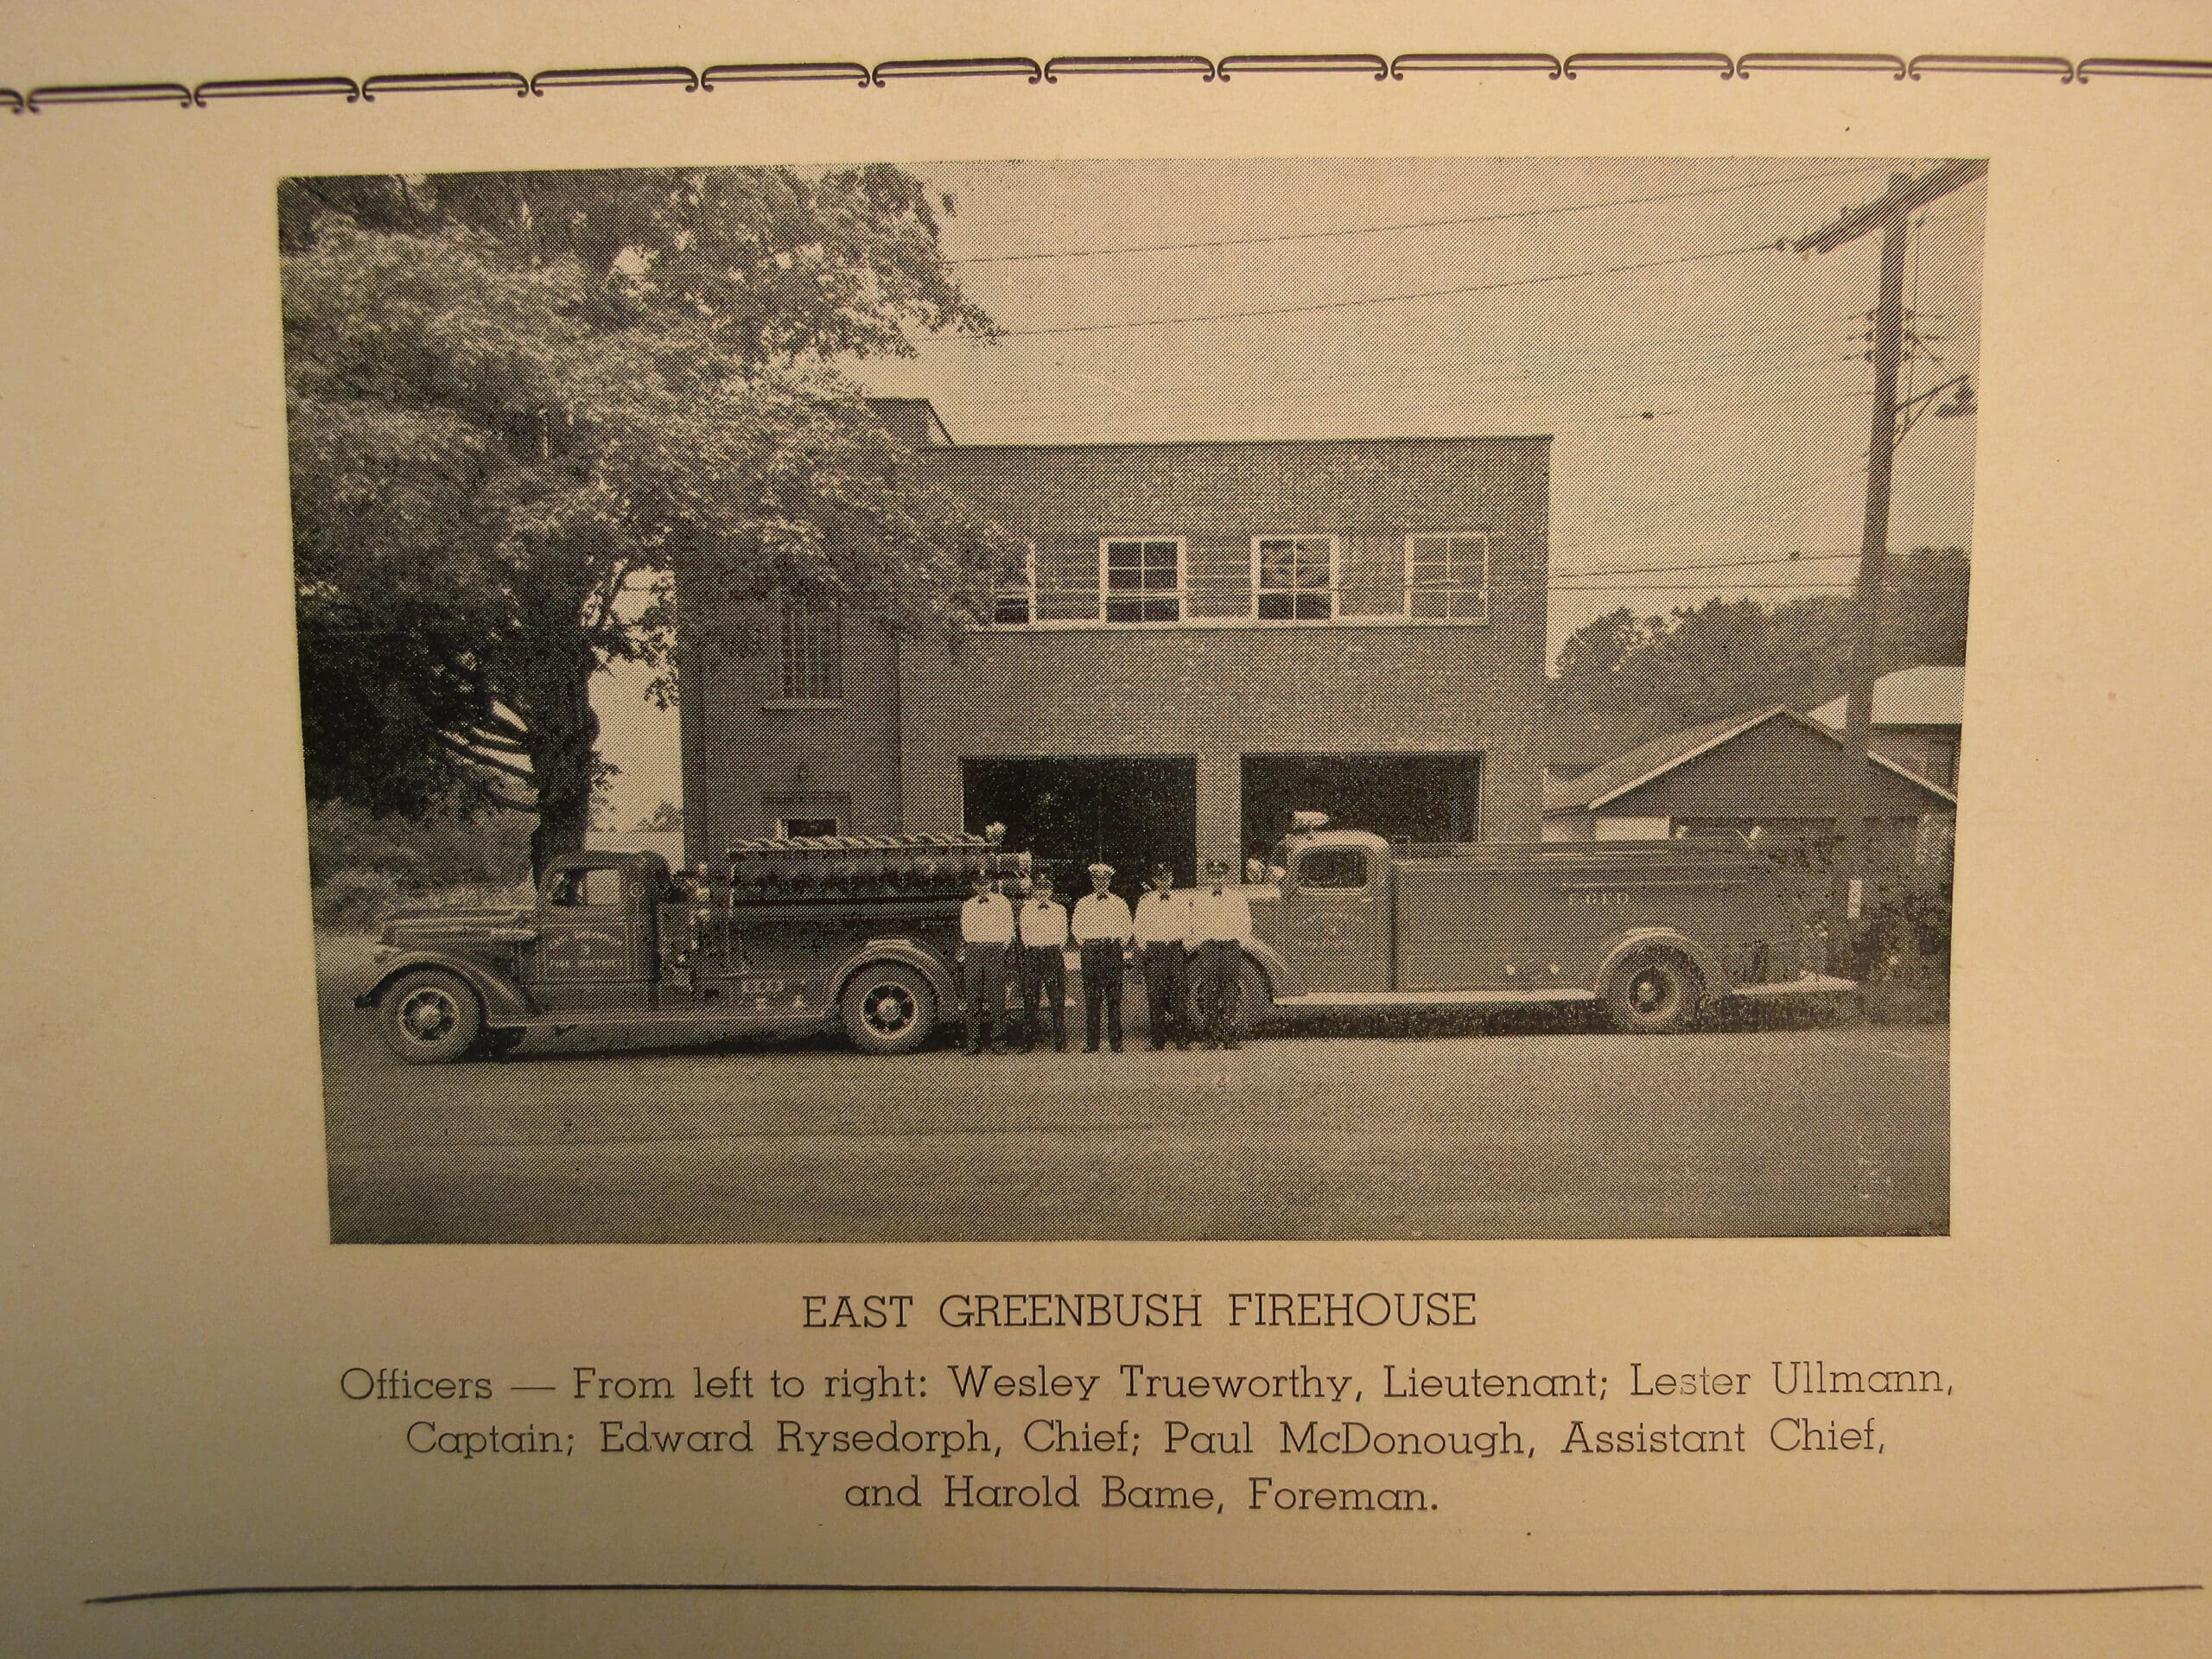 E.G.F.D.
EAST GREENBUSH FIREHOUSE
Officers — From left to right: Wesley Trueworthy, Lieutenant; Lester Ullmann,
Captain; Edward Rysedorph, Chief; Paul McDonough, Assistant Chief,
and Harold Bame, Foreman.